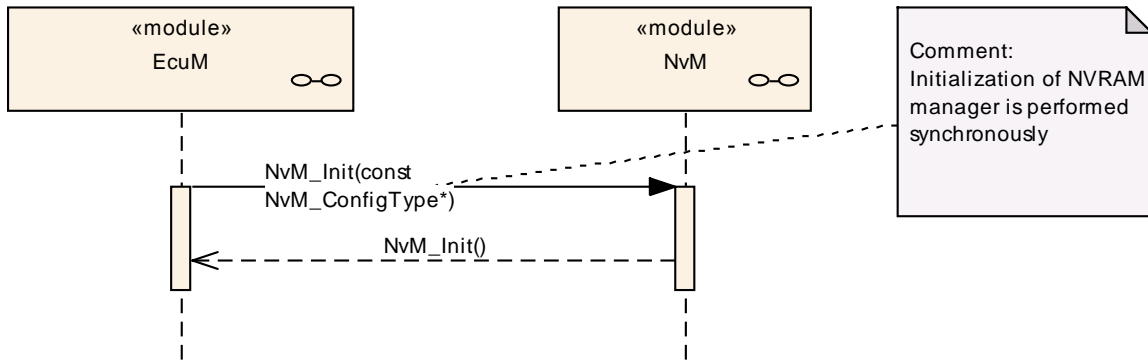 «module»
EcuM
«module»
NvM
Comment:
Initialization of NVRAM
manager is performed
synchronously
NvM_Init(const
NvM_ConfigType*)
NvM_Init()